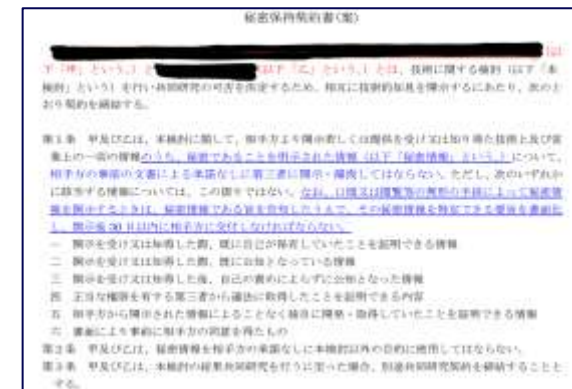 秘密保持契約書(案)
(以
下「甲」という。)と (以下「乙」という。)とは、技術に関する検討(以下「本
検討」という)を行い共同研究の可否を決定するため、相互に技術的知見を開示するにあたり、次のと
おり契約を締結する。
第1条 甲及び乙は、本検討に関して、相手方より開示若しくは提供を受け又は知り得た技術上及び営
業上の一切の情報のうち、秘密であることを明示された情報(以下「秘密情報」という。)について、
相手方の事前の文書による承諾なしに第三者に開示・漏洩してはならない。ただし、次のいずれか
に該当する情報については、この限りではない。なお、口頭又は閲覧等の無形の手段によって秘密情
報を開示するときは、秘密情報である旨を告知したうえで、その秘密情報を特定できる要旨を書面化
し、開示後30日以内に相手方に交付しなければならない。
一 開示を受け又は知得した際、既に自己が保有していたことを証明できる情報
二 開示を受け又は知得した際、既に公知となっている情報
三 開示を受け又は知得した後、自己の責めによらずに公知となった情報
四 正当な権限を有する第三者から適法に取得したことを証明できる内容
五 相手方から開示された情報によることなく独自に開発・取得していたことを証明できる情報
六 書面により事前に相手方の同意を得たもの
第2条 甲及び乙は、秘密情報を相手方の承諾なしに本検討以外の目的に使用してはならない。
第3条 甲及び乙は、本検討の結果共同研究を行うに至った場合、別途共同研究契約を締結することと
する。